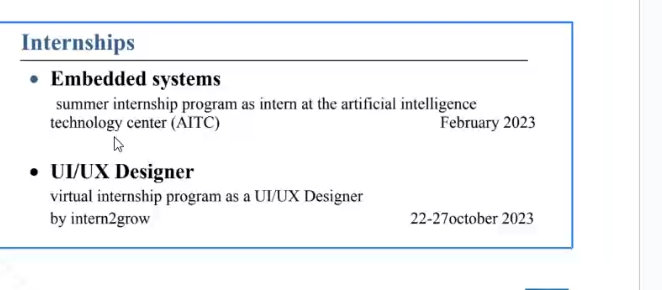 Internships
Embedded systems
summer internship program as intern at the artificial intelligence
technology center (AITC) February 2023
UI/UX Designer
virtual internship program as a UI/UX Designer
by intern2grow 22-27october 2023